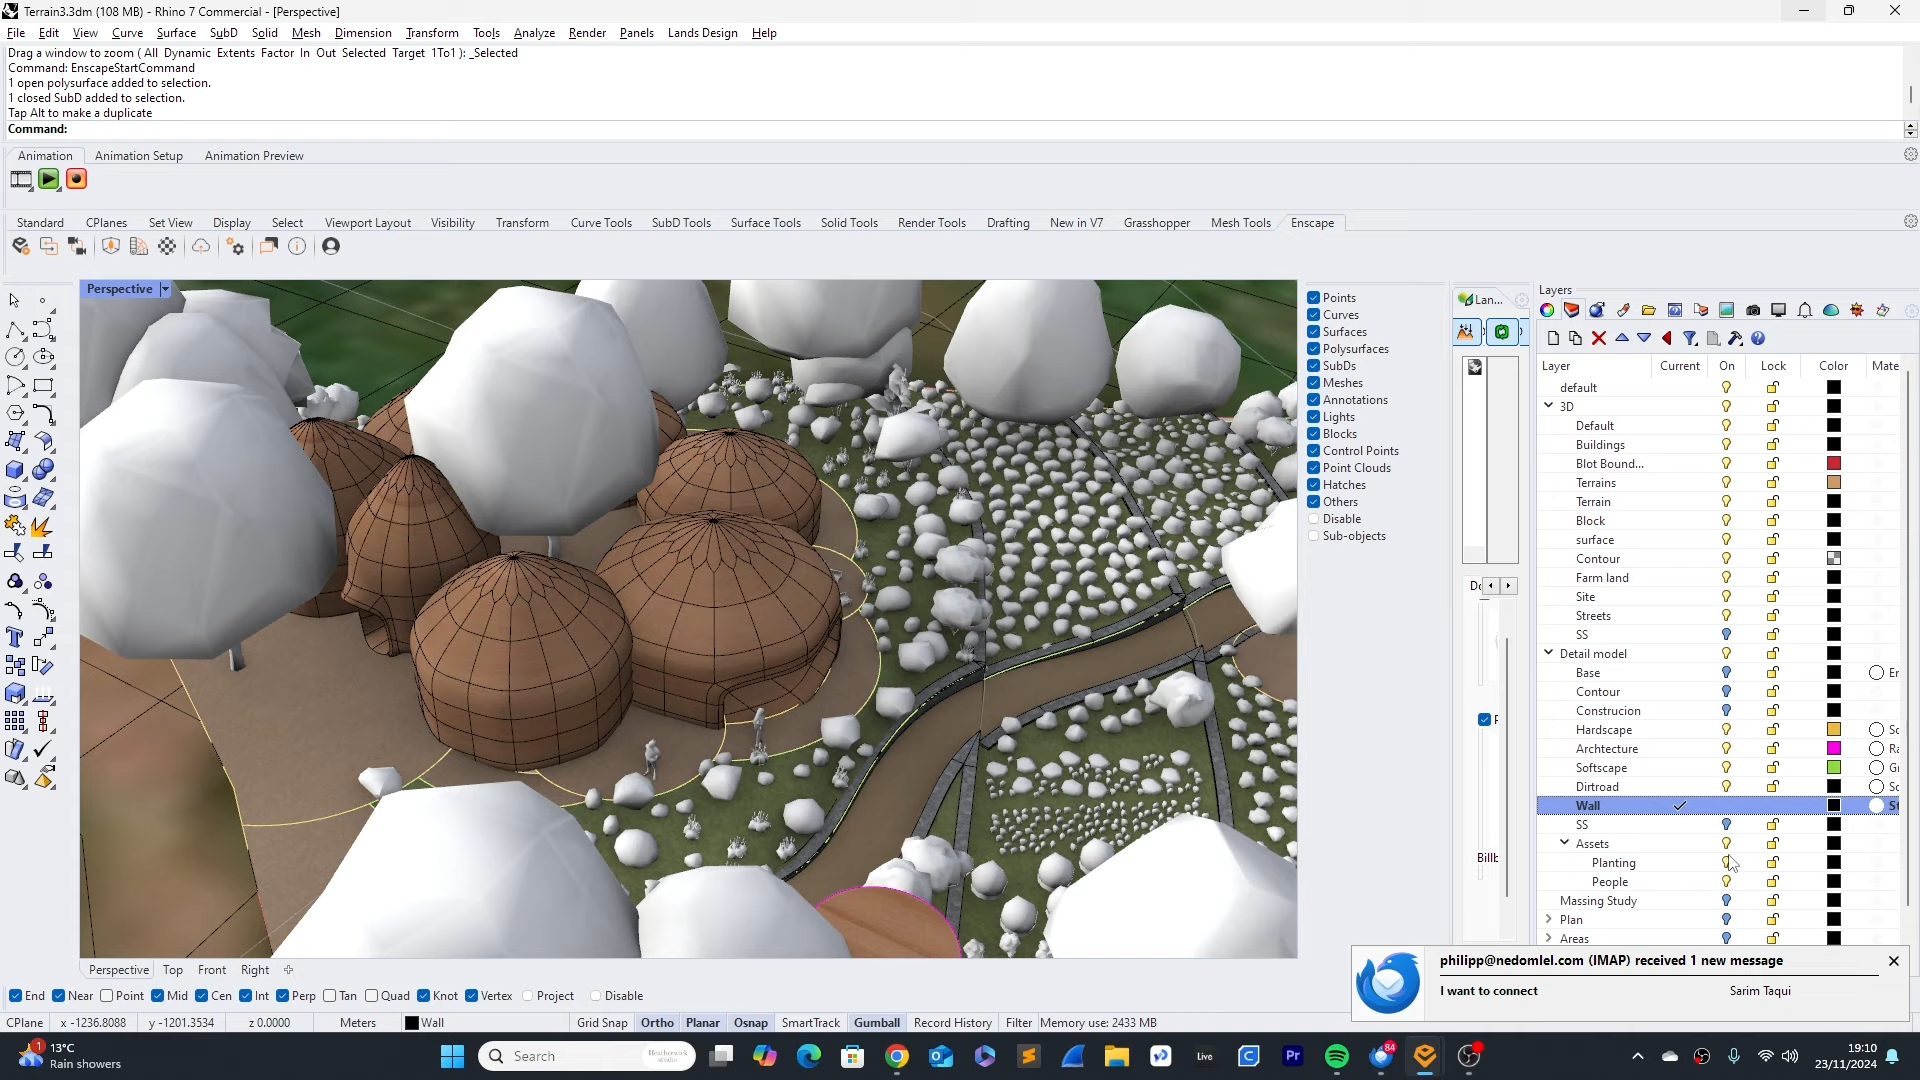 Terrain3.3dm (108 MB) - Rhino 7 Commercial - [Perspective]
File Edit View Curve Surface SubD Solid Mesh Dimension Transform Tools Analyze Render Panels Lands Design Help
Drag a window to zoom ( All Dynamic Extents Factor In Out Selected Target 1To1 ): _Selected
Command: EnscapeStartCommand
1 open polysurface added to selection.
1 closed SubD added to selection.
Tap Alt to make a duplicate
Command:
Animation Animation Setup Animation Preview
Standard CPlanes Set View Display Select Viewport Layout Visibility Transform Curve Tools SubD Tools Surface Tools Solid Tools Render Tools Drafting New in V7 Grasshopper Mesh Tools Enscape
Perspective
Points
Curves
Surfaces
Polysurfaces
SubDs
Meshes
Annotations
Lights
Blocks
Control Points
Point Clouds
Hatches
Others
Disable
Sub-objects
Lan...
Layers
Layer Current On Lock Color Mate
default
3D
Default
Buildings
Blot Bound...
Terrains
Terrain
Block
surface
Contour
Farm land
Site
Streets
SS
Detail model
Base
Contour
Construcion
Hardscape
Archtecture
Softscape
Dirtroad
Wall
SS
Assets
Planting
People
Massing Study
Plan
Areas
philipp@nedomlel.com (IMAP) received 1 new message
I want to connect Sarim Taqui
Perspective Top Front Right
End Near Point Mid Cen Int Perp Tan Quad Knot Vertex Project Disable
CPlane x -1236.8088 y -1201.3534 z 0.0000 Meters Wall Grid Snap Ortho Planar Osnap SmartTrack Gumball Record History Filter Memory use: 2433 MB
1
13°C
Rain showers
Search
Heatherwick studio
Live
Pr
84
19:10
23/11/2024